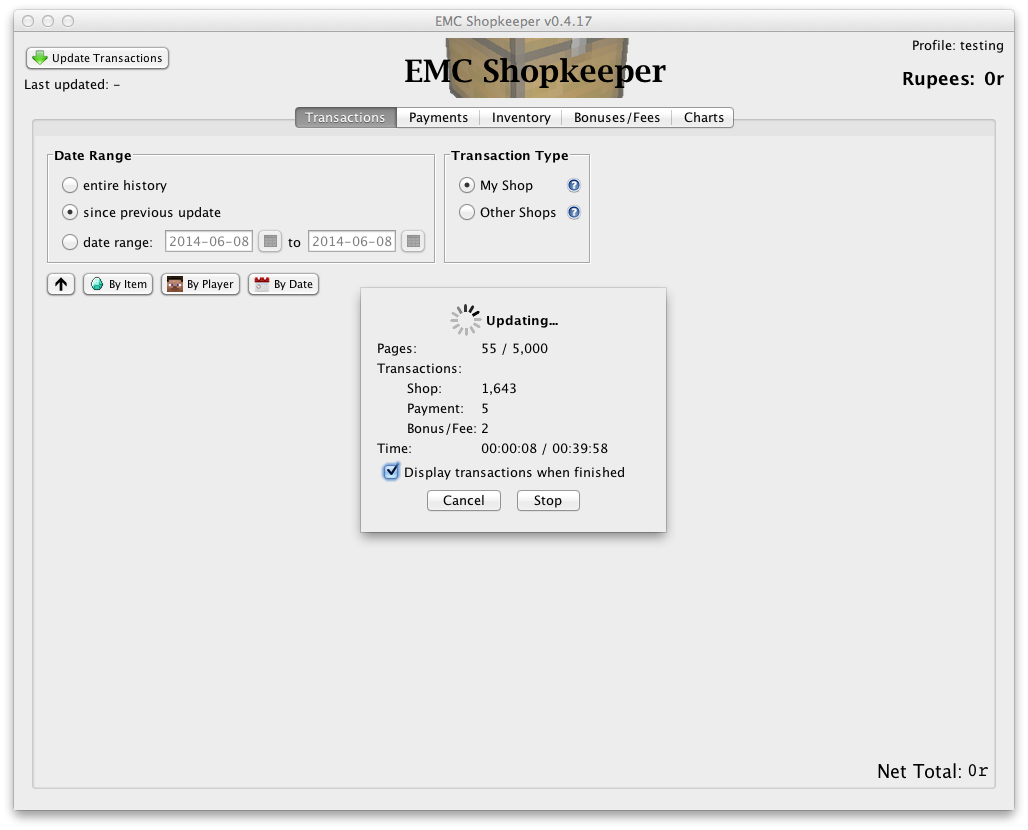 EMC Shopkeeper v0.4.17
Update Transactions
Last updated: –
EMC Shopkeeper
Profile: testing
Rupees: 0r
Transactions Payments Inventory Bonuses/Fees Charts
Date Range
entire history
since previous update
date range: 2014-06-08 to 2014-06-08
Transaction Type
My Shop ?
Other Shops ?
By Item By Player By Date
Updating...
Pages: 55 / 5,000
Transactions:
Shop: 1,643
Payment: 5
Bonus/Fee: 2
Time: 00:00:08 / 00:39:58
Display transactions when finished
Cancel Stop
Net Total: 0r